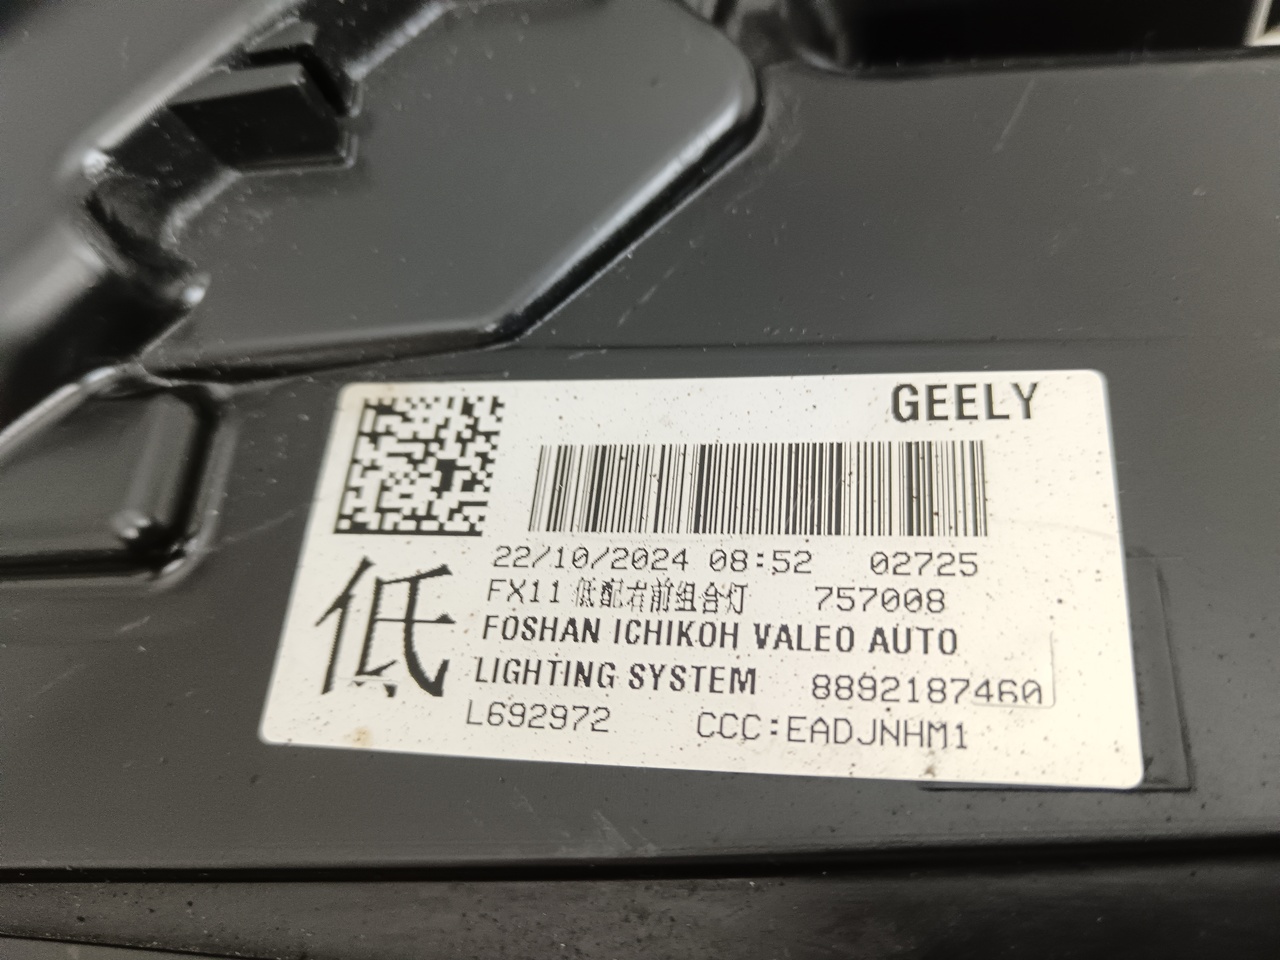 GEELY
22/10/2024 08:52 02725
低
FX11 低配右前组合灯 757008
FOSHAN ICHIKOH VALEO AUTO
LIGHTING SYSTEM 8892187460
L692972 CCC:EADJNHM1